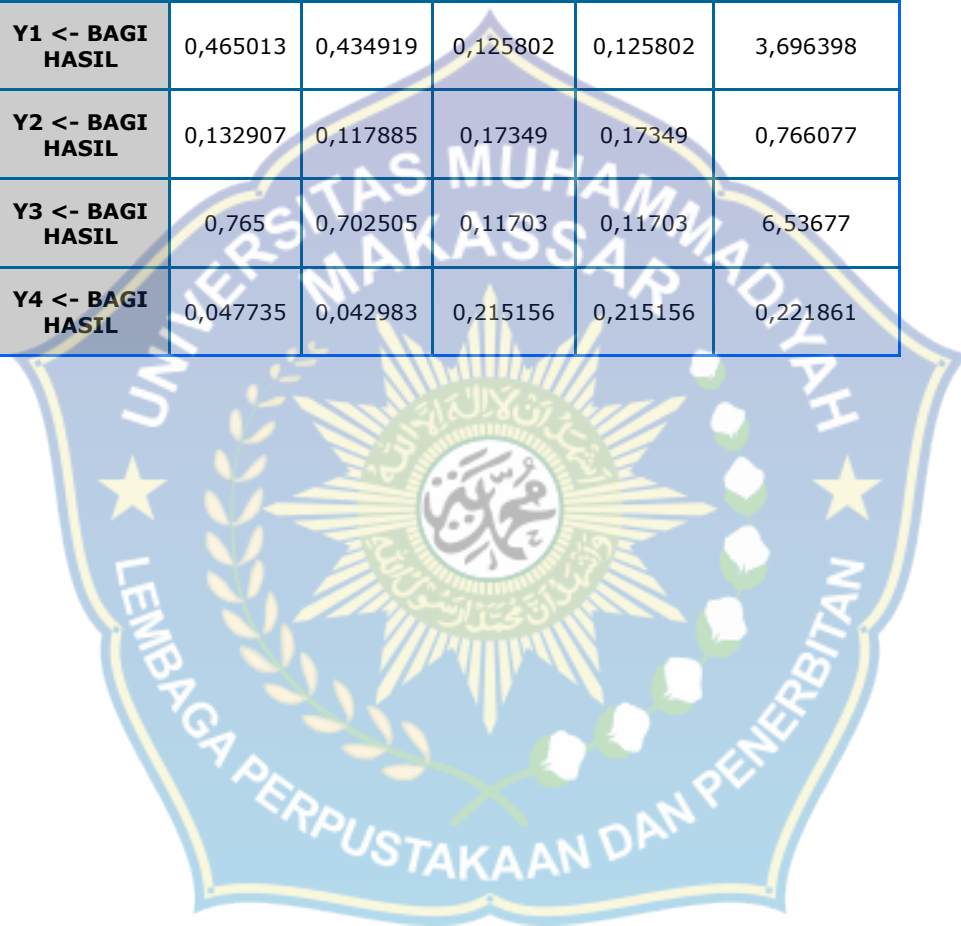 Y1 <- BAGI HASIL 0,465013 0,434919 0,125802 0,125802 3,696398
Y2 <- BAGI HASIL 0,132907 0,117885 0,17349 0,17349 0,766077
Y3 <- BAGI HASIL 0,765 0,702505 0,11703 0,11703 6,53677
Y4 <- BAGI HASIL 0,047735 0,042983 0,215156 0,215156 0,221861
UNIVERSITAS MUHAMMADIYAH
MAKASSAR
LEMBAGA PERPUSTAKAAN DAN PENERBITAN